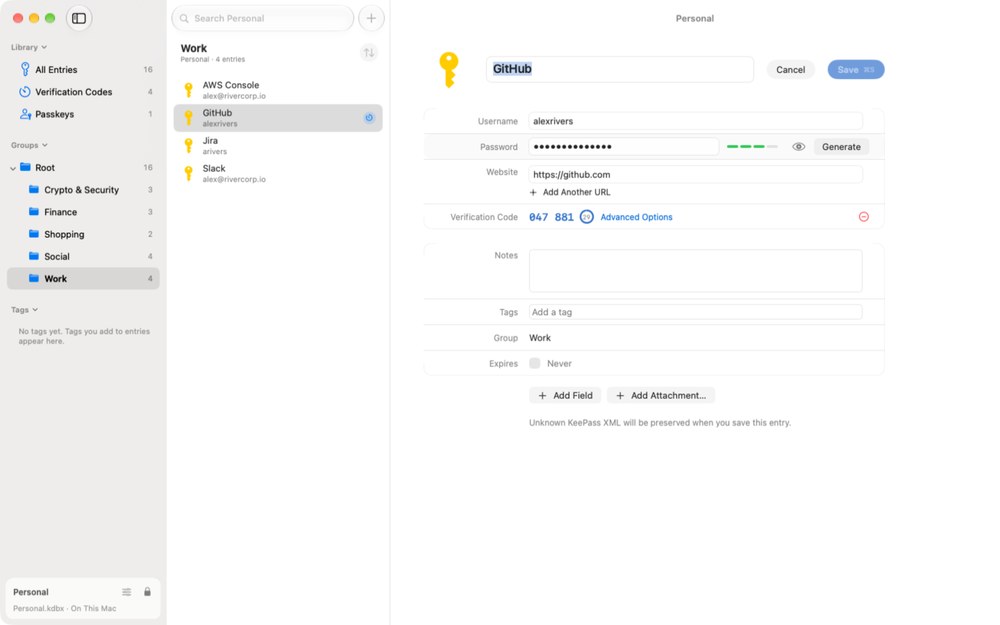 Library
All Entries 16
Verification Codes 4
Passkeys 1
Groups
Root 16
Crypto & Security 3
Finance 3
Shopping 2
Social 4
Work 4
Tags
No tags yet. Tags you add to entries
appear here.
Personal
Personal.kdbx · On This Mac
Search Personal
Work
Personal · 4 entries
AWS Console
alex@rivercorp.io
GitHub
alexrivers
Jira
arivers
Slack
alex@rivercorp.io
Personal
GitHub
Cancel
Save ⌘S
Username alexrivers
Password ••••••••••••••
Generate
Website https://github.com
+ Add Another URL
Verification Code 047 881 29 Advanced Options
Notes
Tags Add a tag
Group Work
Expires Never
+ Add Field + Add Attachment...
Unknown KeePass XML will be preserved when you save this entry.